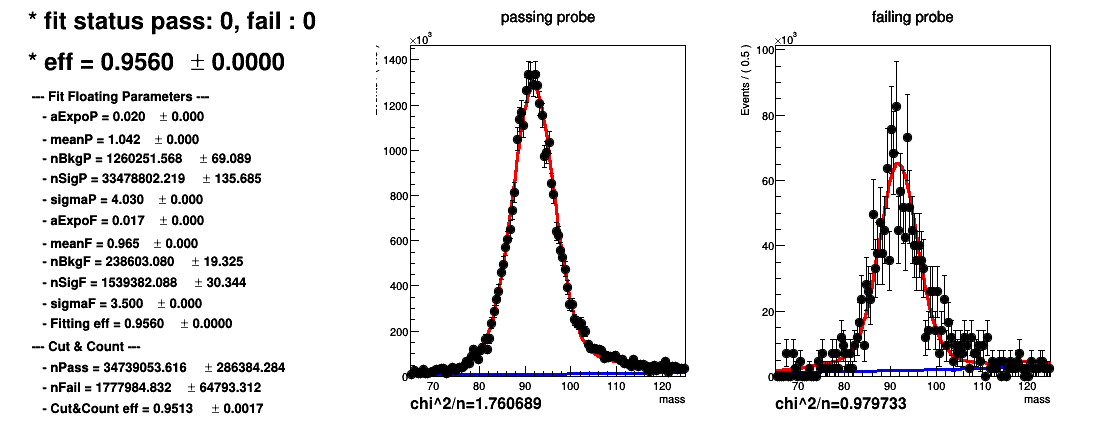 * fit status pass: 0, fail : 0
* eff = 0.9560 ± 0.0000
--- Fit Floating Parameters ---
- aExpoP = 0.020 ± 0.000
- meanP = 1.042 ± 0.000
- nBkgP = 1260251.568 ± 69.089
- nSigP = 33478802.219 ± 135.685
- sigmaP = 4.030 ± 0.000
- aExpoF = 0.017 ± 0.000
- meanF = 0.965 ± 0.000
- nBkgF = 238603.080 ± 19.325
- nSigF = 1539382.088 ± 30.344
- sigmaF = 3.500 ± 0.000
- Fitting eff = 0.9560 ± 0.0000
--- Cut & Count ---
- nPass = 34739053.616 ± 286384.284
- nFail = 1777984.832 ± 64793.312
- Cut&Count eff = 0.9513 ± 0.0017
passing probe
×10³
1400
1200
1000
800
600
400
200
0
70 80 90 100 110 120
mass
chi^2/n=1.760689
failing probe
×10³
Events / ( 0.5 )
100
80
60
40
20
0
70 80 90 100 110 120
mass
chi^2/n=0.979733